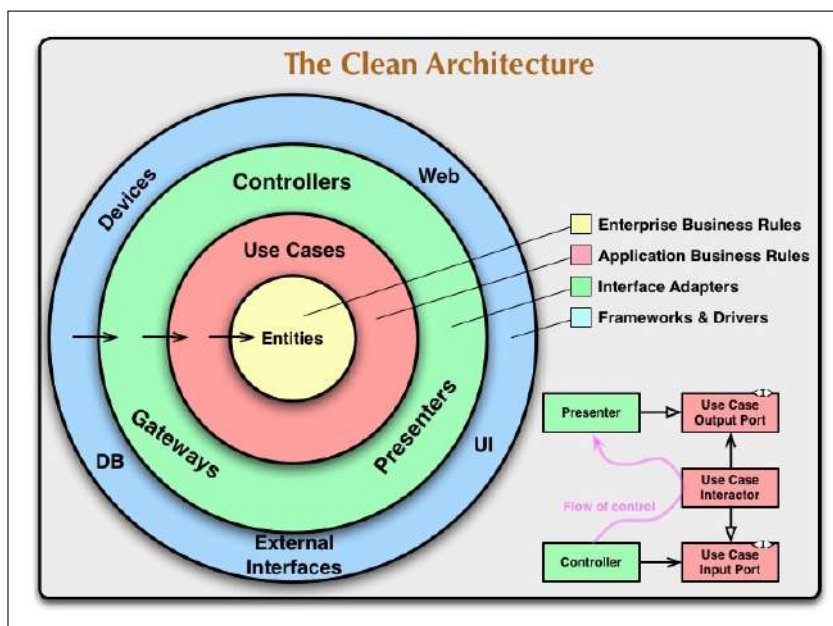 The Clean Architecture
Devices
Web
Controllers
Use Cases
Entities
Gateways
Presenters
DB
UI
External
Interfaces
Enterprise Business Rules
Application Business Rules
Interface Adapters
Frameworks & Drivers
Presenter
<I>
Use Case
Output Port
Flow of control
Use Case
Interactor
Controller
<I>
Use Case
Input Port